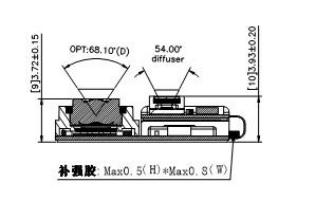 OPT:68.10°(D)
54.00°
diffuser
[9]3.72±0.15
[10]3.93±0.20
补强胶: Max0.5(H)*Max0.8(W)